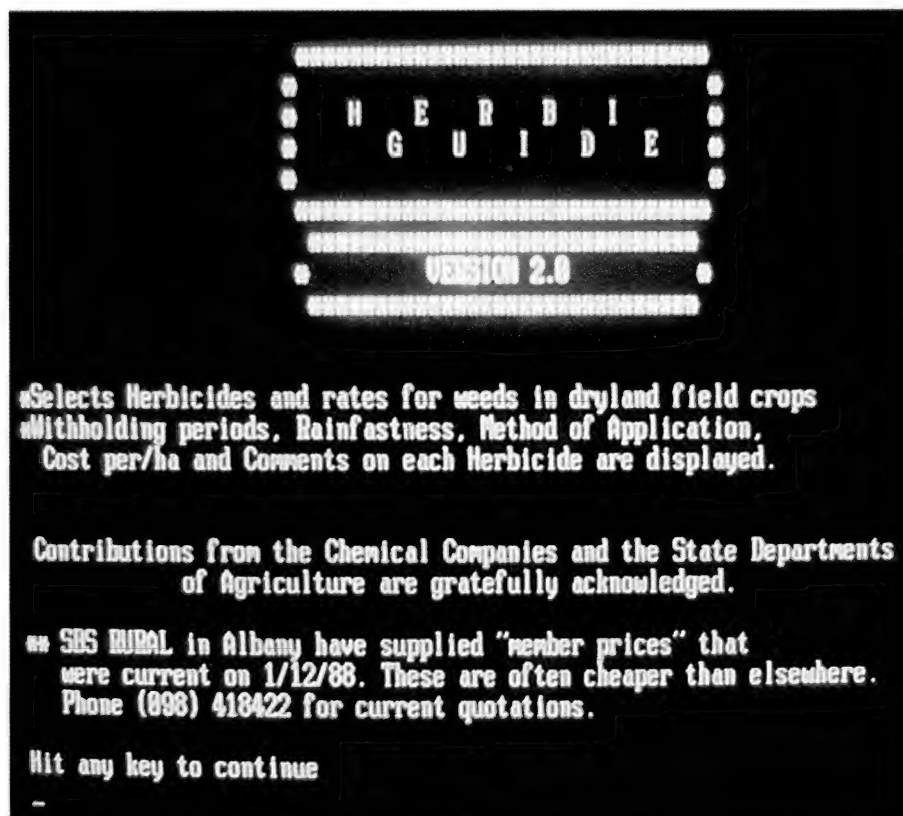 H E R B I
G U I D E
VERSION 2.0
*Selects Herbicides and rates for weeds in dryland field crops
*Withholding periods, Rainfastness, Method of Application,
Cost per/ha and Comments on each Herbicide are displayed.
Contributions from the Chemical Companies and the State Departments
of Agriculture are gratefully acknowledged.
** SBS RURAL in Albany have supplied "member prices" that
were current on 1/12/88. These are often cheaper than elsewhere.
Phone (098) 418422 for current quotations.
Hit any key to continue